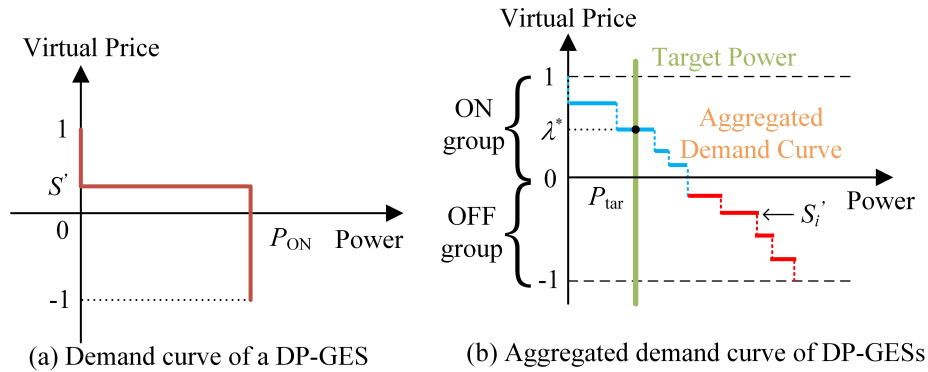 Virtual Price
1
S’
0
P_ON
Power
-1
(a) Demand curve of a DP-GES
Virtual Price
Target Power
1
ON
group
λ*
Aggregated
Demand Curve
0
P_tar
Power
OFF
group
S_i’
-1
(b) Aggregated demand curve of DP-GESs